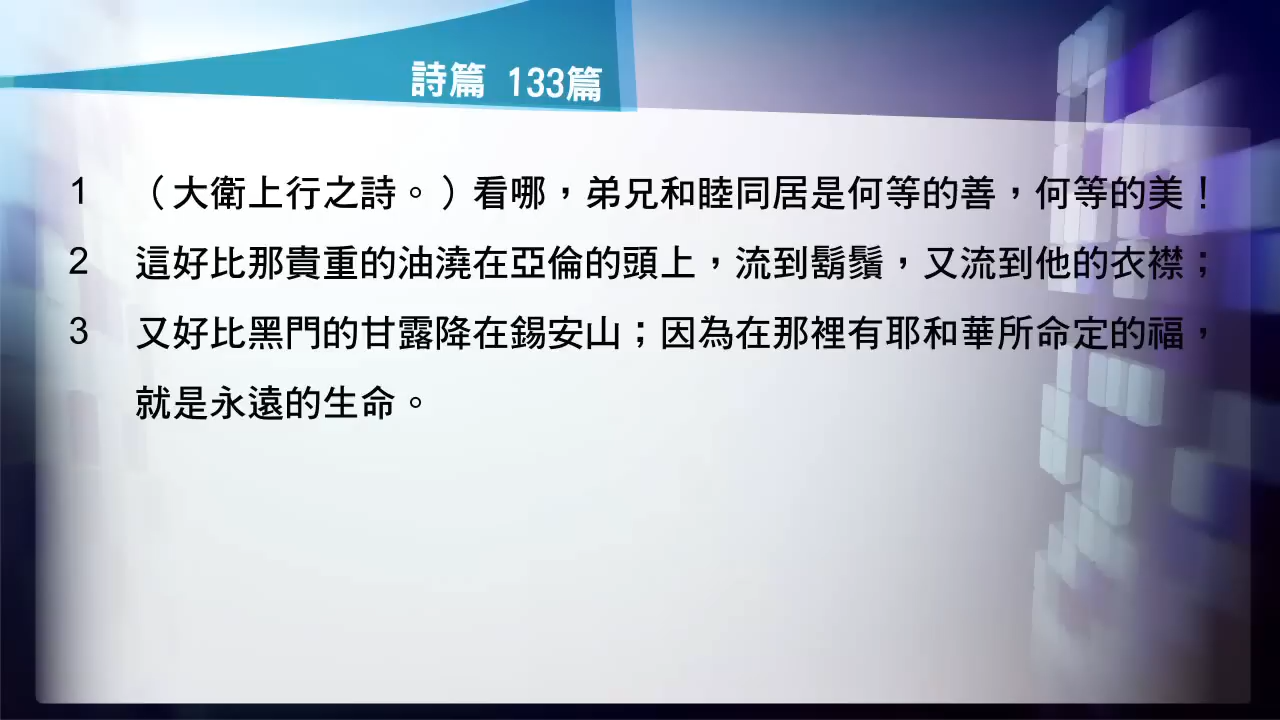 詩篇 133篇
1 （大衛上行之詩。）看哪，弟兄和睦同居是何等的善，何等的美！
2 這好比那貴重的油澆在亞倫的頭上，流到鬍鬚，又流到他的衣襟；
3 又好比黑門的甘露降在錫安山；因為在那裡有耶和華所命定的福，
就是永遠的生命。